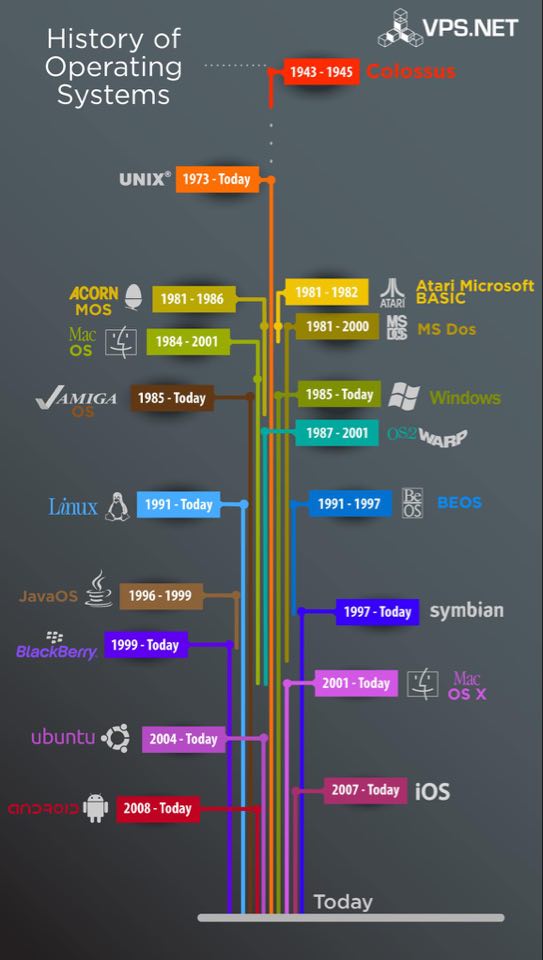 History of
Operating
Systems
VPS.NET
1943 - 1945 Colossus
UNIX® 1973 - Today
ACORN
MOS
1981 - 1986
1981 - 1982
ATARI
Atari Microsoft
BASIC
Mac
OS
1984 - 2001
1981 - 2000
MS
DOS
MS Dos
AMIGA
OS
1985 - Today
1985 - Today Windows
1987 - 2001 OS2 WARP
Linux 1991 - Today
1991 - 1997
Be
OS
BEOS
JavaOS 1996 - 1999
1997 - Today symbian
BlackBerry 1999 - Today
2001 - Today
Mac
OS X
ubuntu 2004 - Today
2007 - Today iOS
ANDROID 2008 - Today
Today